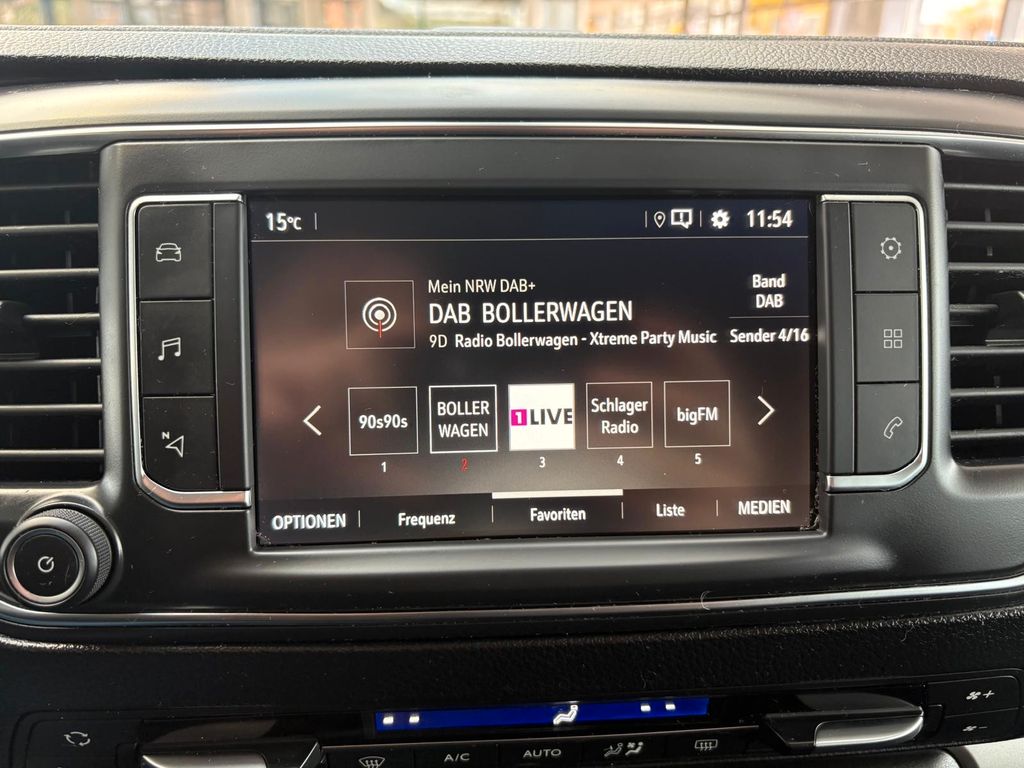 15°C
11:54
Mein NRW DAB+
DAB BOLLERWAGEN
9D Radio Bollerwagen - Xtreme Party Music
Band
DAB
Sender 4/16
90s90s
BOLLER
WAGEN
1LIVE
Schlager
Radio
bigFM
1
2
3
4
5
OPTIONEN
Frequenz
Favoriten
Liste
MEDIEN
N
A/C
AUTO